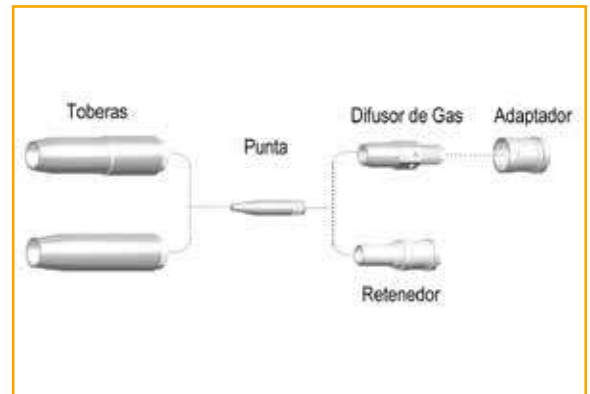 Toberas
Punta
Difusor de Gas
Adaptador
Retenedor